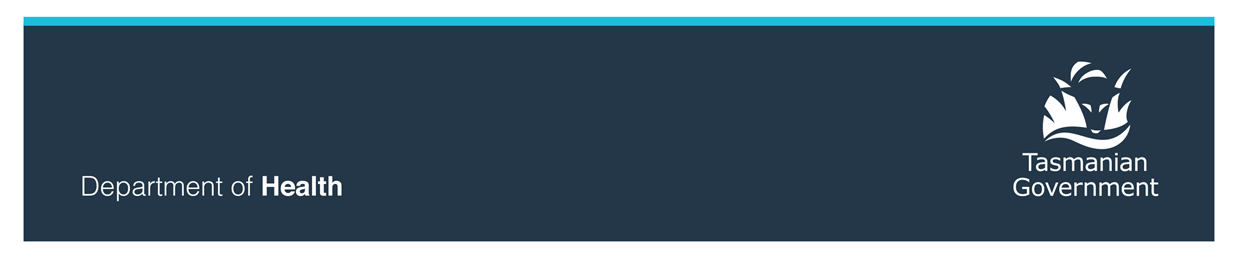 Department of Health
Tasmanian
Government